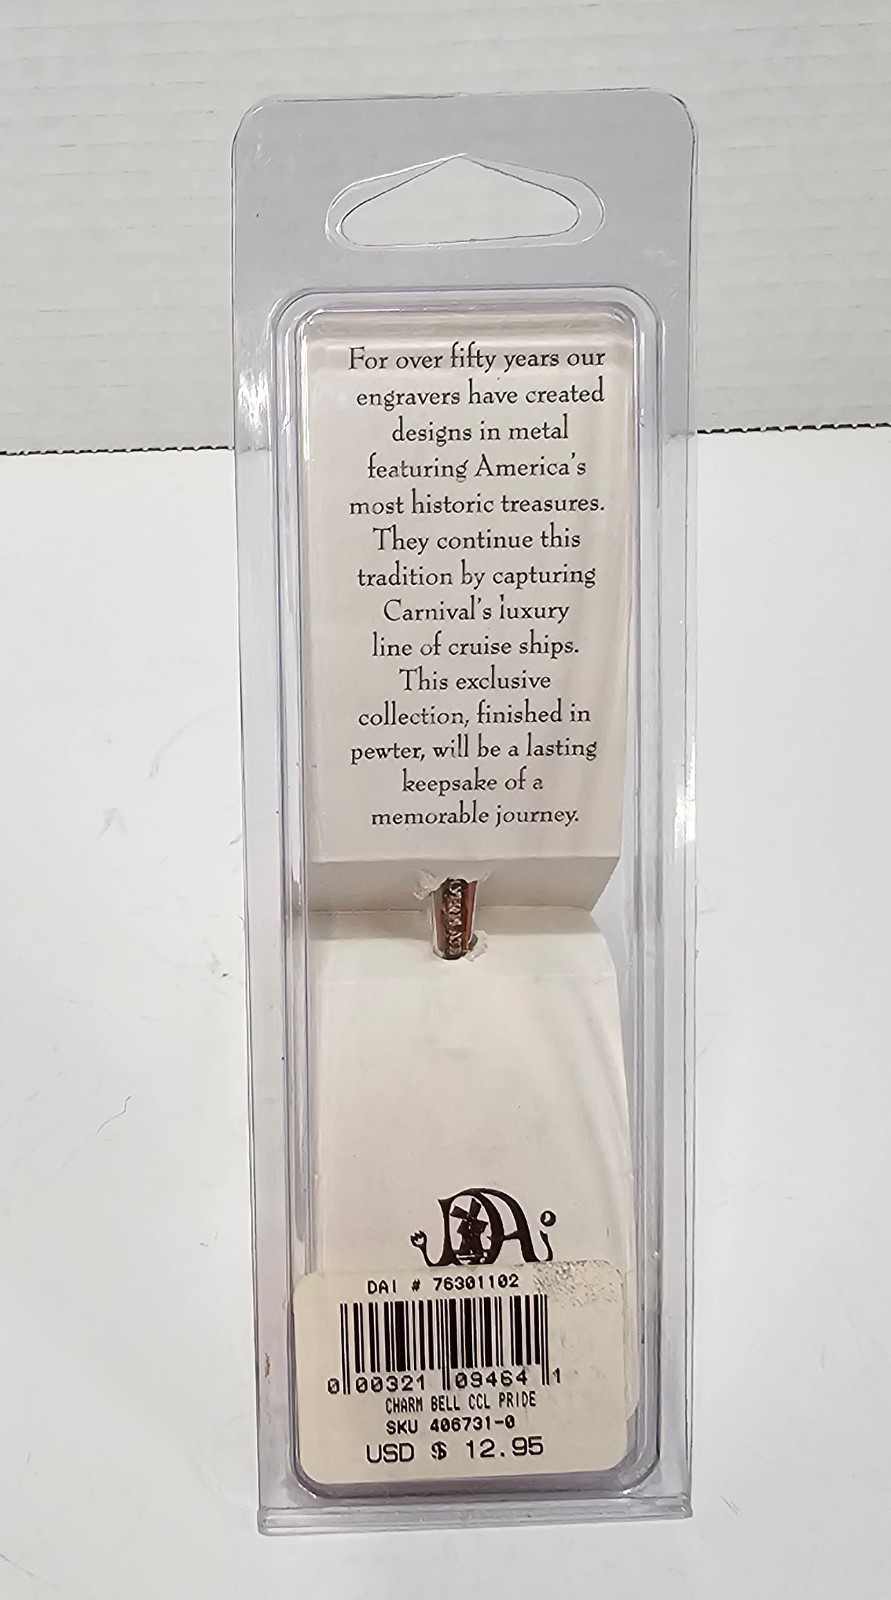 For over fifty years our
engravers have created
designs in metal
featuring America's
most historic treasures.
They continue this
tradition by capturing
Carnival's luxury
line of cruise ships.
This exclusive
collection, finished in
pewter, will be a lasting
keepsake of a
memorable journey.
DAi
DAI # 76301102
0 00321 09464 1
CHARM BELL CCL PRIDE
SKU 406731-0
USD $ 12.95